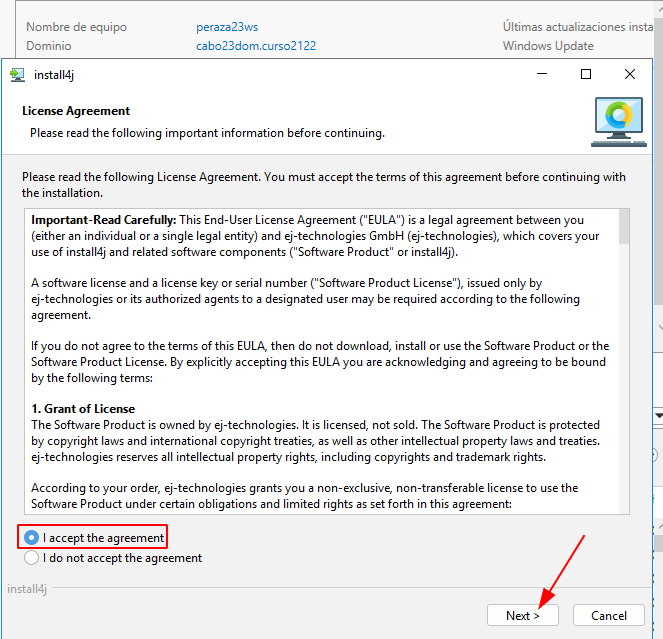 Nombre de equipo peraza23ws Últimas actualizaciones insta
Dominio cabo23dom.curso2122 Windows Update
install4j
License Agreement
Please read the following important information before continuing.
Please read the following License Agreement. You must accept the terms of this agreement before continuing with
the installation.
Important-Read Carefully: This End-User License Agreement ("EULA") is a legal agreement between you
(either an individual or a single legal entity) and ej-technologies GmbH (ej-technologies), which covers your
use of install4j and related software components ("Software Product" or install4j).
A software license and a license key or serial number ("Software Product License"), issued only by
ej-technologies or its authorized agents to a designated user may be required according to the following
agreement.
If you do not agree to the terms of this EULA, then do not download, install or use the Software Product or the
Software Product License. By explicitly accepting this EULA you are acknowledging and agreeing to be bound
by the following terms:
1. Grant of License
The Software Product is owned by ej-technologies. It is licensed, not sold. The Software Product is protected
by copyright laws and international copyright treaties, as well as other intellectual property laws and treaties.
ej-technologies reserves all intellectual property rights, including copyrights and trademark rights.
According to your order, ej-technologies grants you a non-exclusive, non-transferable license to use the
Software Product under certain obligations and limited rights as set forth in this agreement:
I accept the agreement
I do not accept the agreement
install4j
Next >
Cancel